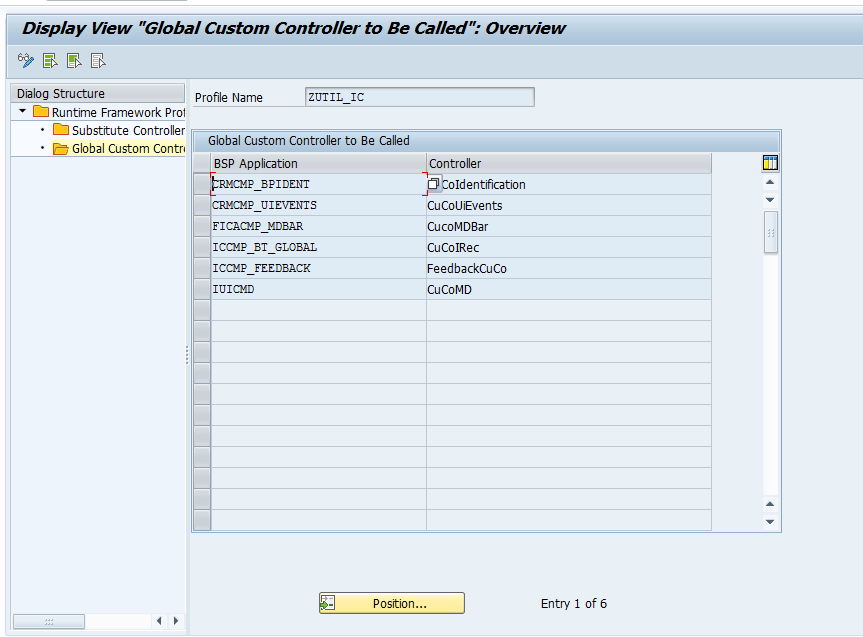 Display View "Global Custom Controller to Be Called": Overview
Dialog Structure
Runtime Framework Prof
Substitute Controller
Global Custom Contro
Profile Name ZUTIL_IC
Global Custom Controller to Be Called
BSP Application Controller
CRMCMP_BPIDENT CoIdentification
CRMCMP_UIEVENTS CuCoUiEvents
FICACMP_MDBAR CucoMDBar
ICCMP_BT_GLOBAL CuCoIRec
ICCMP_FEEDBACK FeedbackCuCo
IUICMD CuCoMD
Position... Entry 1 of 6